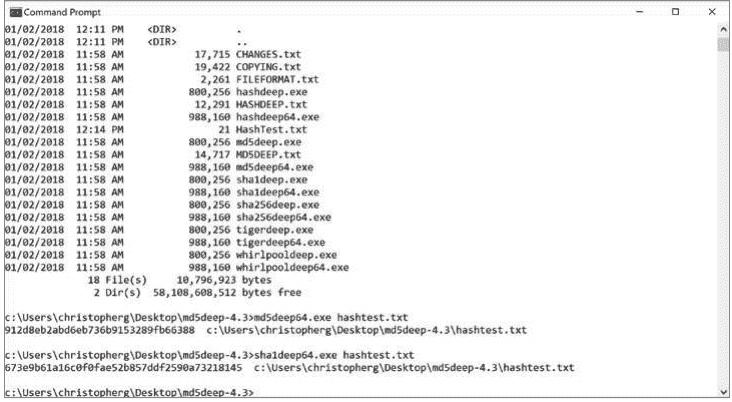 Command Prompt
01/02/2018 12:11 PM <DIR> .
01/02/2018 12:11 PM <DIR> ..
01/02/2018 11:58 AM 17,715 CHANGES.txt
01/02/2018 11:58 AM 19,422 COPYING.txt
01/02/2018 11:58 AM 2,261 FILEFORMAT.txt
01/02/2018 11:58 AM 800,256 hashdeep.exe
01/02/2018 11:58 AM 12,291 HASHDEEP.txt
01/02/2018 11:58 AM 988,160 hashdeep64.exe
01/02/2018 12:14 PM 21 HashTest.txt
01/02/2018 11:58 AM 800,256 md5deep.exe
01/02/2018 11:58 AM 14,717 MD5DEEP.txt
01/02/2018 11:58 AM 988,160 md5deep64.exe
01/02/2018 11:58 AM 800,256 sha1deep.exe
01/02/2018 11:58 AM 988,160 sha1deep64.exe
01/02/2018 11:58 AM 800,256 sha256deep.exe
01/02/2018 11:58 AM 988,160 sha256deep64.exe
01/02/2018 11:58 AM 800,256 tigerdeep.exe
01/02/2018 11:58 AM 988,160 tigerdeep64.exe
01/02/2018 11:58 AM 800,256 whirlpooldeep.exe
01/02/2018 11:58 AM 988,160 whirlpooldeep64.exe
18 File(s) 10,796,923 bytes
2 Dir(s) 58,108,608,512 bytes free
c:\Users\christopherg\Desktop\md5deep-4.3>md5deep64.exe hashtest.txt
912d8eb2abd6eb736b9153289fb66388 c:\Users\christopherg\Desktop\md5deep-4.3\hashtest.txt
c:\Users\christopherg\Desktop\md5deep-4.3>sha1deep64.exe hashtest.txt
673e9b61a16c0f0fae52b857ddf2590a73218145 c:\Users\christopherg\Desktop\md5deep-4.3\hashtest.txt
c:\Users\christopherg\Desktop\md5deep-4.3>